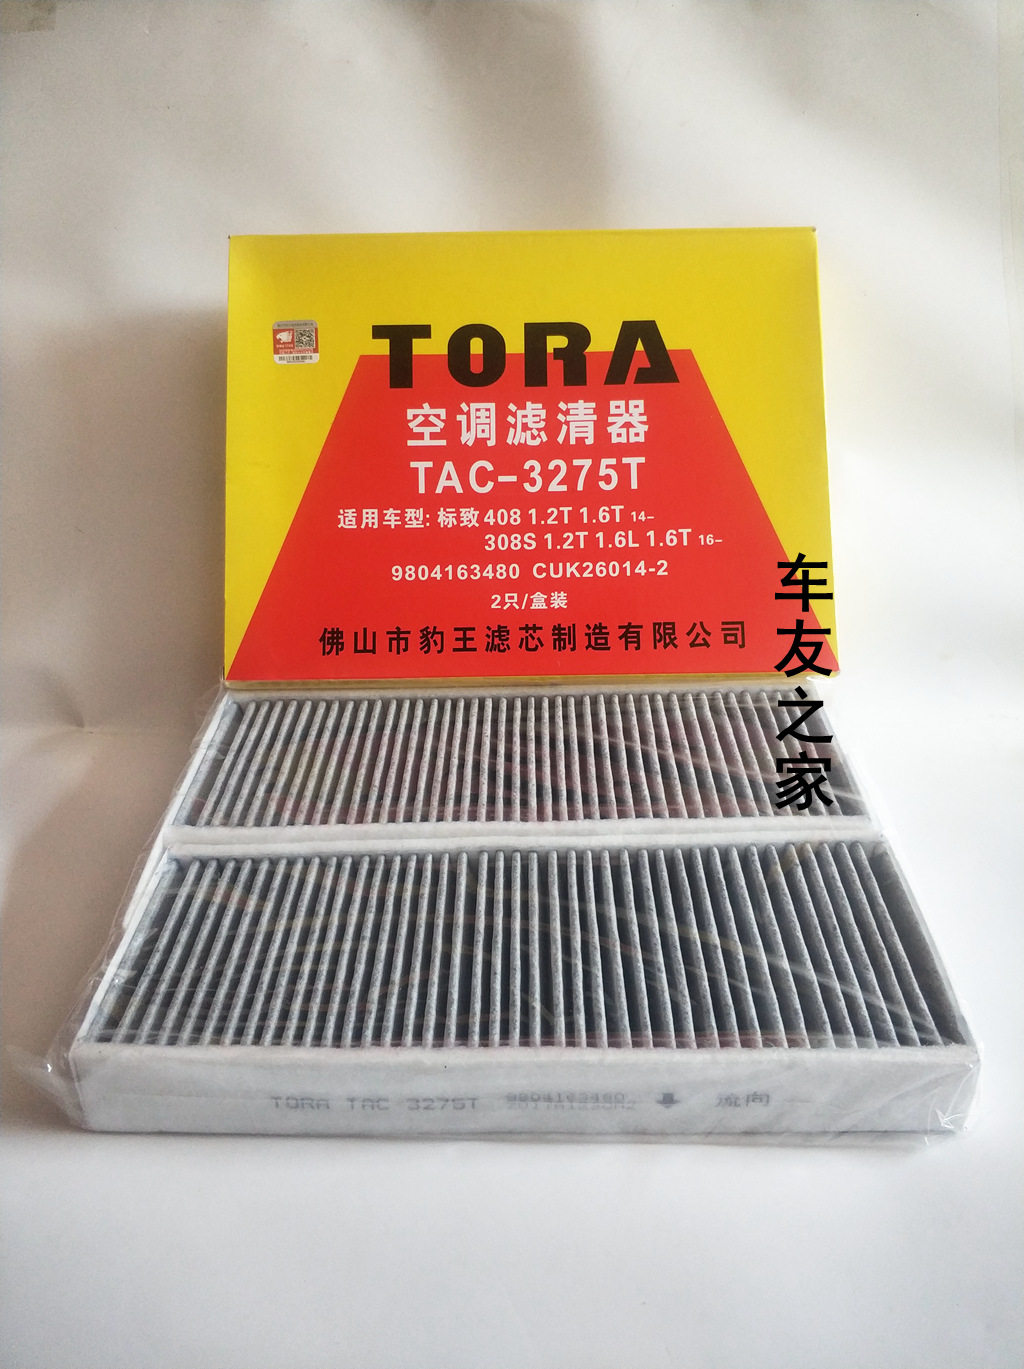 TORA
空调滤清器
TAC-3275T
适用车型: 标致 408 1.2T 1.6T 14-
308S 1.2T 1.6L 1.6T 16-
9804163480 CUK26014-2
2只/盒装
佛山市豹王滤芯制造有限公司
车友之家
TORA TAC 3275T 9804163480 流向